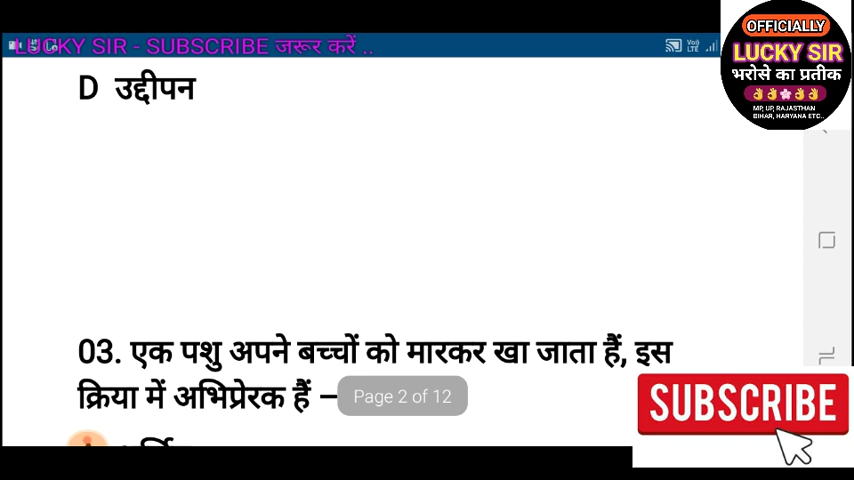 LUCKY SIR - SUBSCRIBE जरूर करें ..
OFFICIALLY
LUCKY SIR
भरोसे का प्रतीक
MP, UP, RAJASTHAN
BIHAR, HARYANA ETC..
D उद्दीपन
03. एक पशु अपने बच्चों को मारकर खा जाता हैं, इस
क्रिया में अभिप्रेरक हैं –
Page 2 of 12
SUBSCRIBE